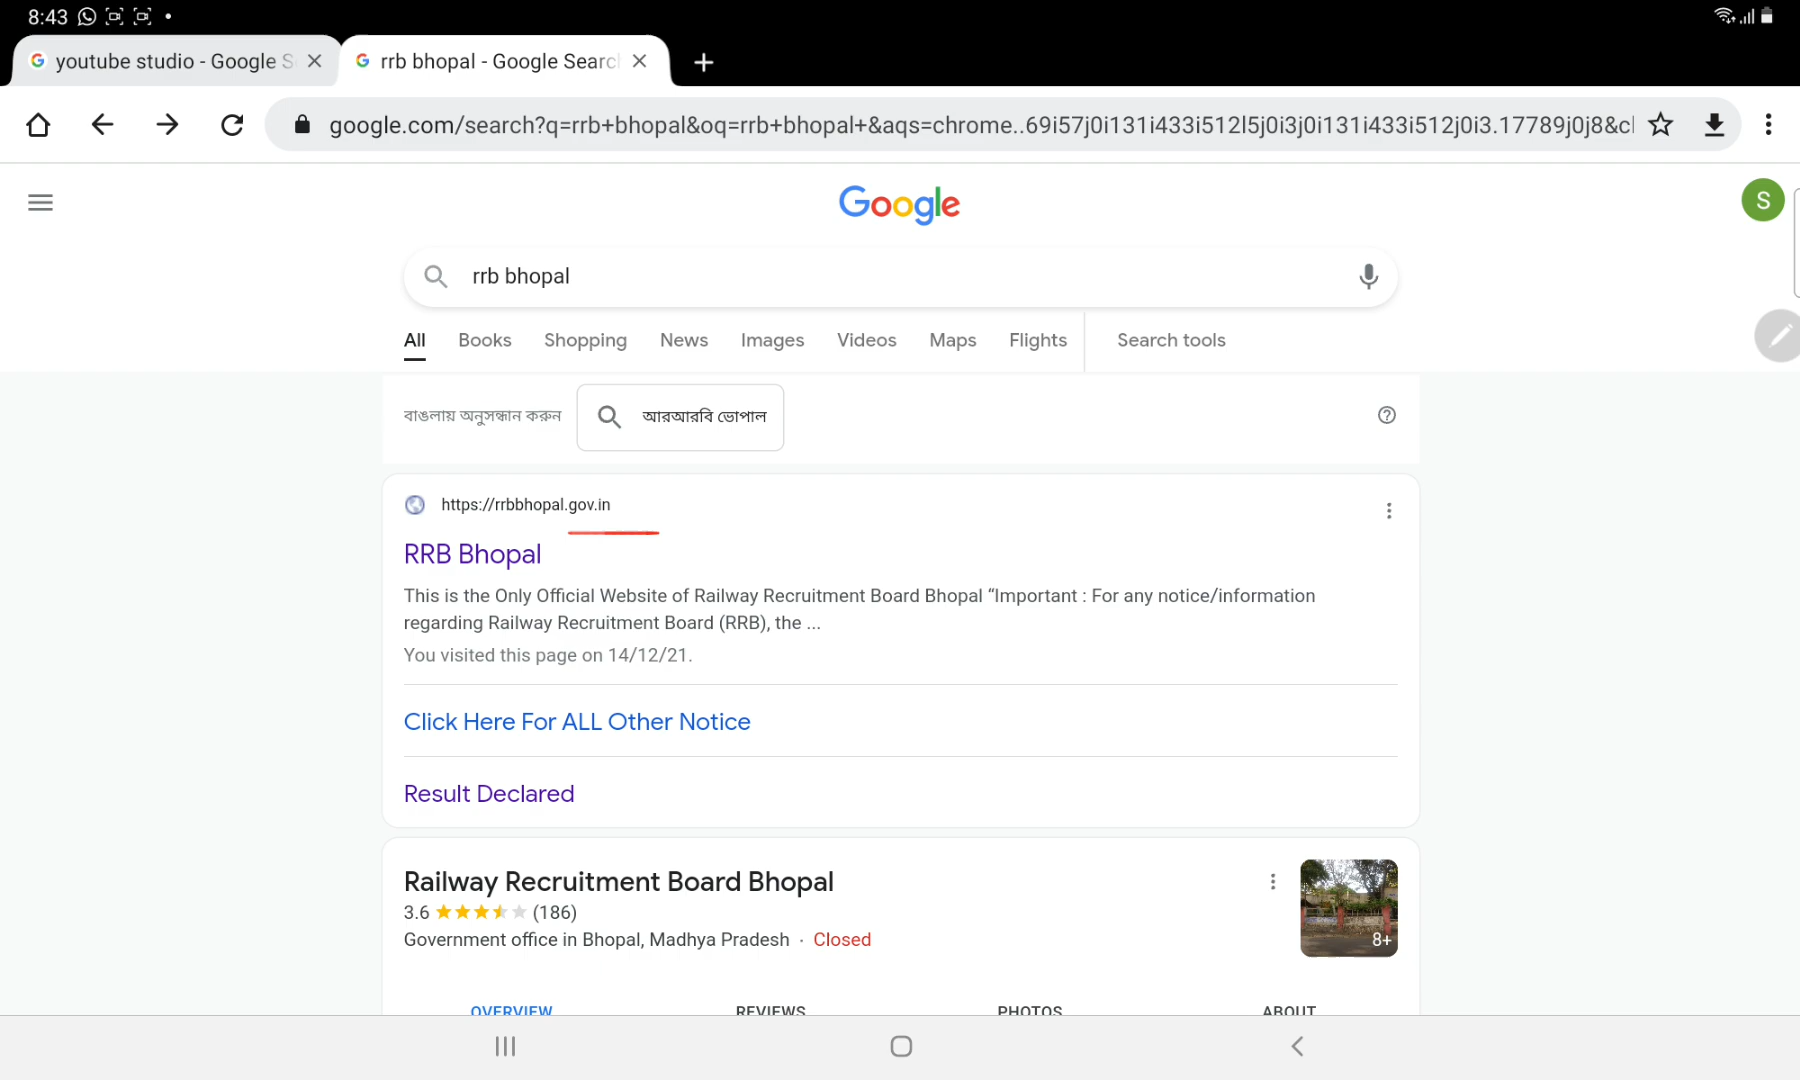 8:43
youtube studio - Google S
rrb bhopal - Google Searc
google.com/search?q=rrb+bhopal&oq=rrb+bhopal+&aqs=chrome..69i57j0i131i433i512l5j0i3j0i131i433i512j0i3.17789j0j8&cl
Google
S
rrb bhopal
All Books Shopping News Images Videos Maps Flights Search tools
বাঙলায় অনুসন্ধান করুন আরআরবি ভোপাল
https://rrbbhopal.gov.in
RRB Bhopal
This is the Only Official Website of Railway Recruitment Board Bhopal “Important : For any notice/information
regarding Railway Recruitment Board (RRB), the ...
You visited this page on 14/12/21.
Click Here For ALL Other Notice
Result Declared
Railway Recruitment Board Bhopal
3.6 (186)
Government office in Bhopal, Madhya Pradesh · Closed
8+
OVERVIEW REVIEWS PHOTOS ABOUT